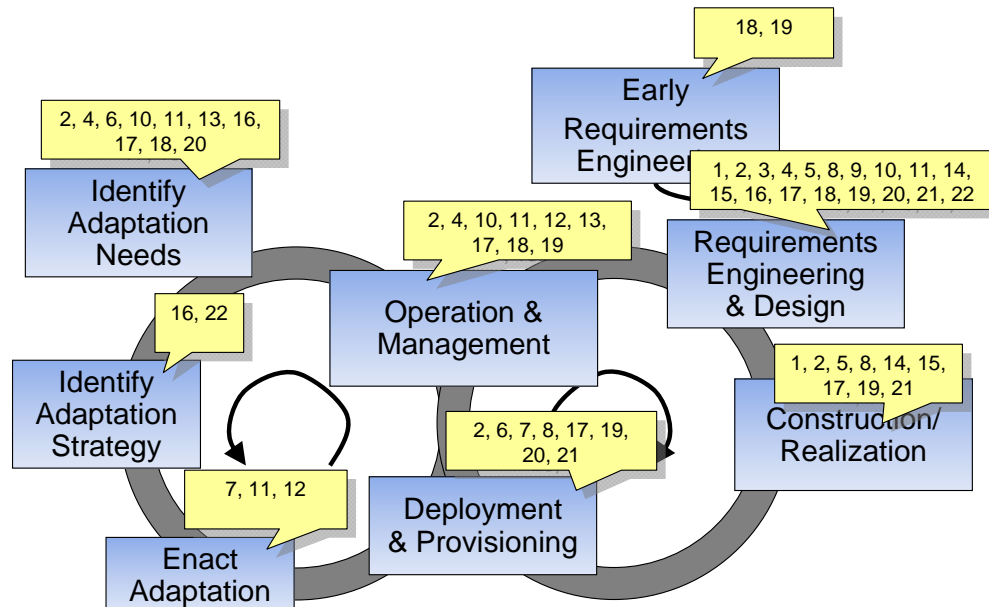 18, 19
Early
Requirements
Engineer
2, 4, 6, 10, 11, 13, 16,
17, 18, 20
Identify
Adaptation
Needs
1, 2, 3, 4, 5, 8, 9, 10, 11, 14,
15, 16, 17, 18, 19, 20, 21, 22
Requirements
Engineering
& Design
2, 4, 10, 11, 12, 13,
17, 18, 19
Operation &
Management
16, 22
Identify
Adaptation
Strategy
1, 2, 5, 8, 14, 15,
17, 19, 21
Construction/
Realization
2, 6, 7, 8, 17, 19,
20, 21
Deployment
& Provisioning
7, 11, 12
Enact
Adaptation